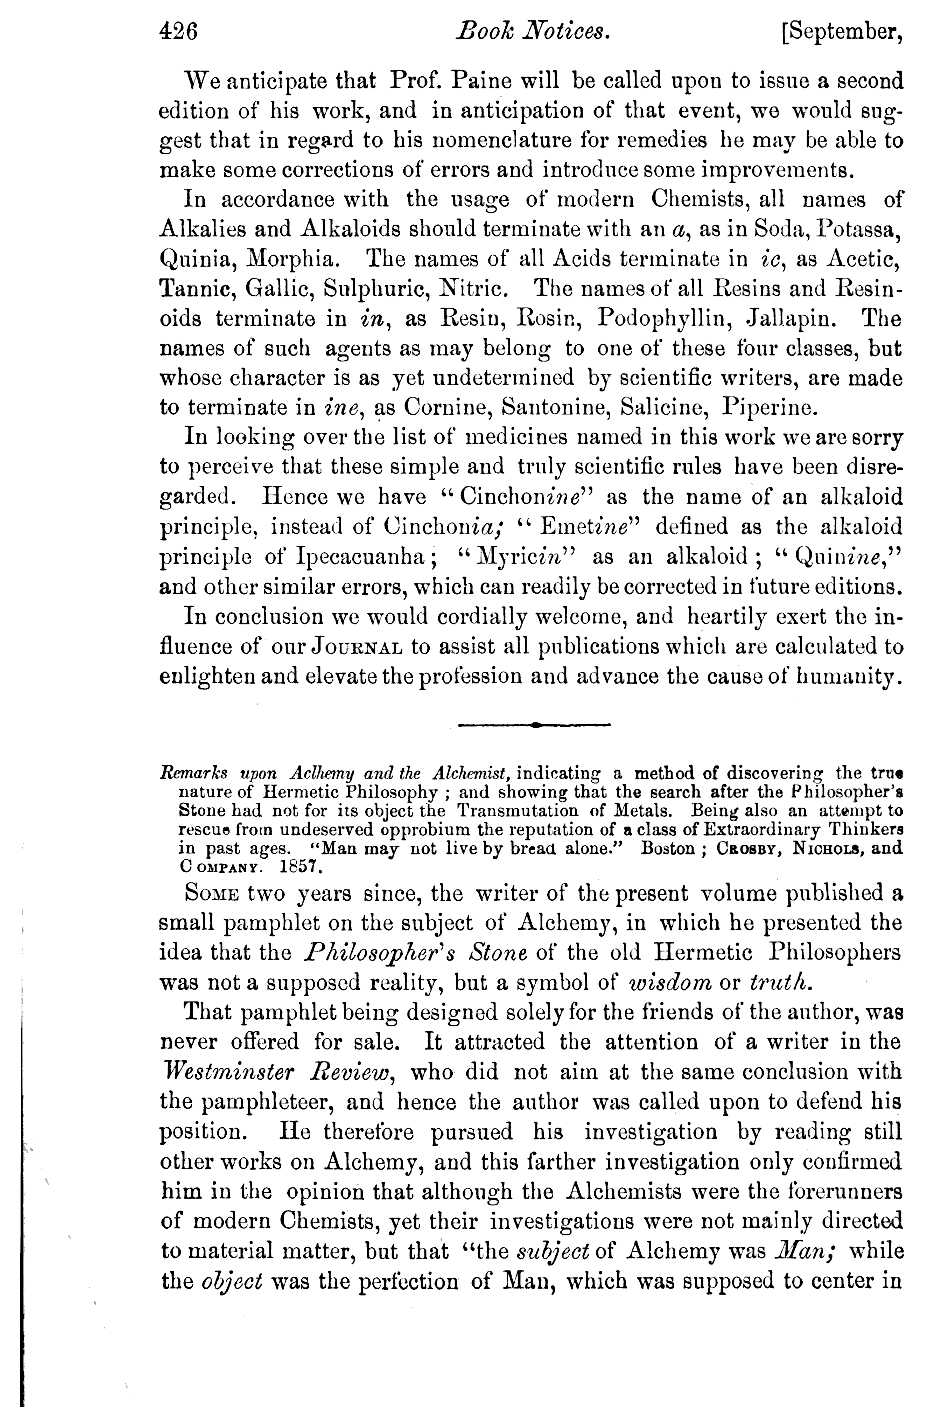 426 Book Notices. [September,
We anticipate that Prof. Paine will be called upon to issue a second
edition of his work, and in anticipation of that event, we would sug-
gest that in regard to his nomenclature for remedies he may be able to
make some corrections of errors and introduce some improvements.
In accordance with the usage of modern Chemists, all names of
Alkalies and Alkaloids should terminate with an a, as in Soda, Potassa,
Quinia, Morphia. The names of all Acids terminate in ic, as Acetic,
Tannic, Gallic, Sulphuric, Nitric. The names of all Resins and Resin-
oids terminate in in, as Resin, Rosin, Podophyllin, Jallapin. The
names of such agents as may belong to one of these four classes, but
whose character is as yet undetermined by scientific writers, are made
to terminate in ine, as Cornine, Santonine, Salicine, Piperine.
In looking over the list of medicines named in this work we are sorry
to perceive that these simple and truly scientific rules have been disre-
garded. Hence we have "Cinchonine" as the name of an alkaloid
principle, instead of Cinchonia; "Emetine" defined as the alkaloid
principle of Ipecacuanha; "Myricin" as an alkaloid; "Quinine,"
and other similar errors, which can readily be corrected in future editions.
In conclusion we would cordially welcome, and heartily exert the in-
fluence of our JOURNAL to assist all publications which are calculated to
enlighten and elevate the profession and advance the cause of humanity.
Remarks upon Aclhemy and the Alchemist, indicating a method of discovering the true
nature of Hermetic Philosophy; and showing that the search after the Philosopher's
Stone had not for its object the Transmutation of Metals. Being also an attempt to
rescue from undeserved opprobium the reputation of a class of Extraordinary Thinkers
in past ages. "Man may not live by bread alone." Boston; CROSBY, NICHOLS, and
COMPANY. 1857.
SOME two years since, the writer of the present volume published a
small pamphlet on the subject of Alchemy, in which he presented the
idea that the Philosopher's Stone of the old Hermetic Philosophers
was not a supposed reality, but a symbol of wisdom or truth.
That pamphlet being designed solely for the friends of the author, was
never offered for sale. It attracted the attention of a writer in the
Westminster Review, who did not aim at the same conclusion with
the pamphleteer, and hence the author was called upon to defend his
position. He therefore pursued his investigation by reading still
other works on Alchemy, and this farther investigation only confirmed
him in the opinion that although the Alchemists were the forerunners
of modern Chemists, yet their investigations were not mainly directed
to material matter, but that "the subject of Alchemy was Man; while
the object was the perfection of Man, which was supposed to center in